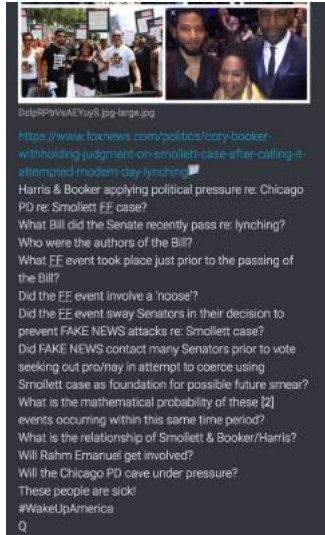 DzlpRPbVsAEYuyS.jpg-large.jpg
https://www.foxnews.com/politics/cory-booker-
withholding-judgment-on-smollett-case-after-calling-it-
attempted-modern-day-lynching
Harris & Booker applying political pressure re: Chicago
PD re: Smollett FF case?
What Bill did the Senate recently pass re: lynching?
Who were the authors of the Bill?
What FF event took place just prior to the passing of
the Bill?
Did the FF event involve a 'noose'?
Did the FF event sway Senators in their decision to
prevent FAKE NEWS attacks re: Smollett case?
Did FAKE NEWS contact many Senators prior to vote
seeking out pro/nay in attempt to coerce using
Smollett case as foundation for possible future smear?
What is the mathematical probability of these [2]
events occurring within this same time period?
What is the relationship of Smollett & Booker/Harris?
Will Rahm Emanuel get involved?
Will the Chicago PD cave under pressure?
These people are sick!
#WakeUpAmerica
Q